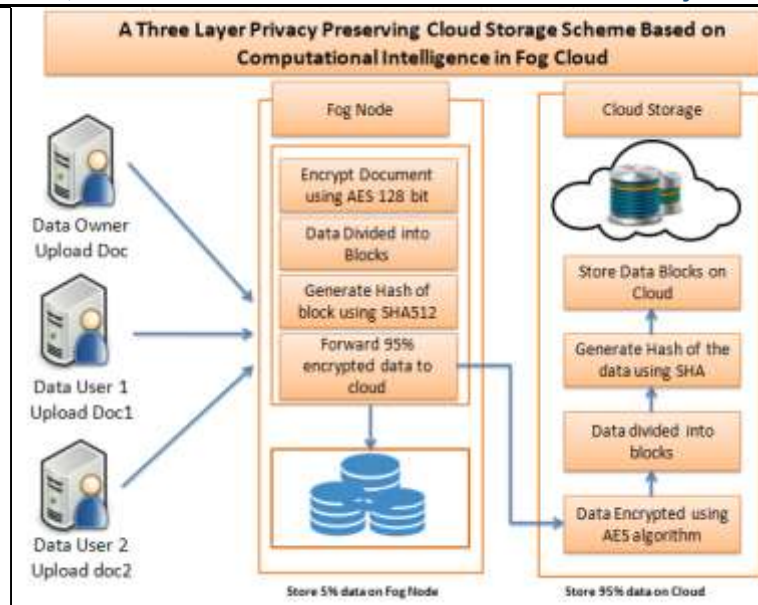 A Three Layer Privacy Preserving Cloud Storage Scheme Based on
Computational Intelligence in Fog Cloud
Data Owner
Upload Doc
Data User 1
Upload Doc1
Data User 2
Upload doc2
Fog Node
Encrypt Document
using AES 128 bit
Data Divided into
Blocks
Generate Hash of
block using SHA512
Forward 95%
encrypted data to
cloud
Store 5% data on Fog Node
Cloud Storage
Store Data Blocks on
Cloud
Generate Hash of the
data using SHA
Data divided into
blocks
Data Encrypted using
AES algorithm
Store 95% data on Cloud